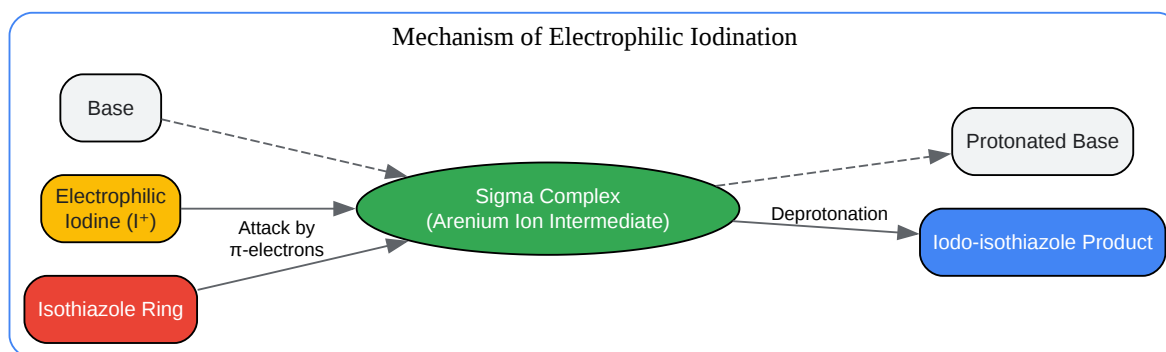 Mechanism of Electrophilic Iodination
Base
Electrophilic
Iodine (I⁺)
Attack by
π-electrons
Isothiazole Ring
Sigma Complex
(Arenium Ion Intermediate)
Protonated Base
Deprotonation
Iodo-isothiazole Product